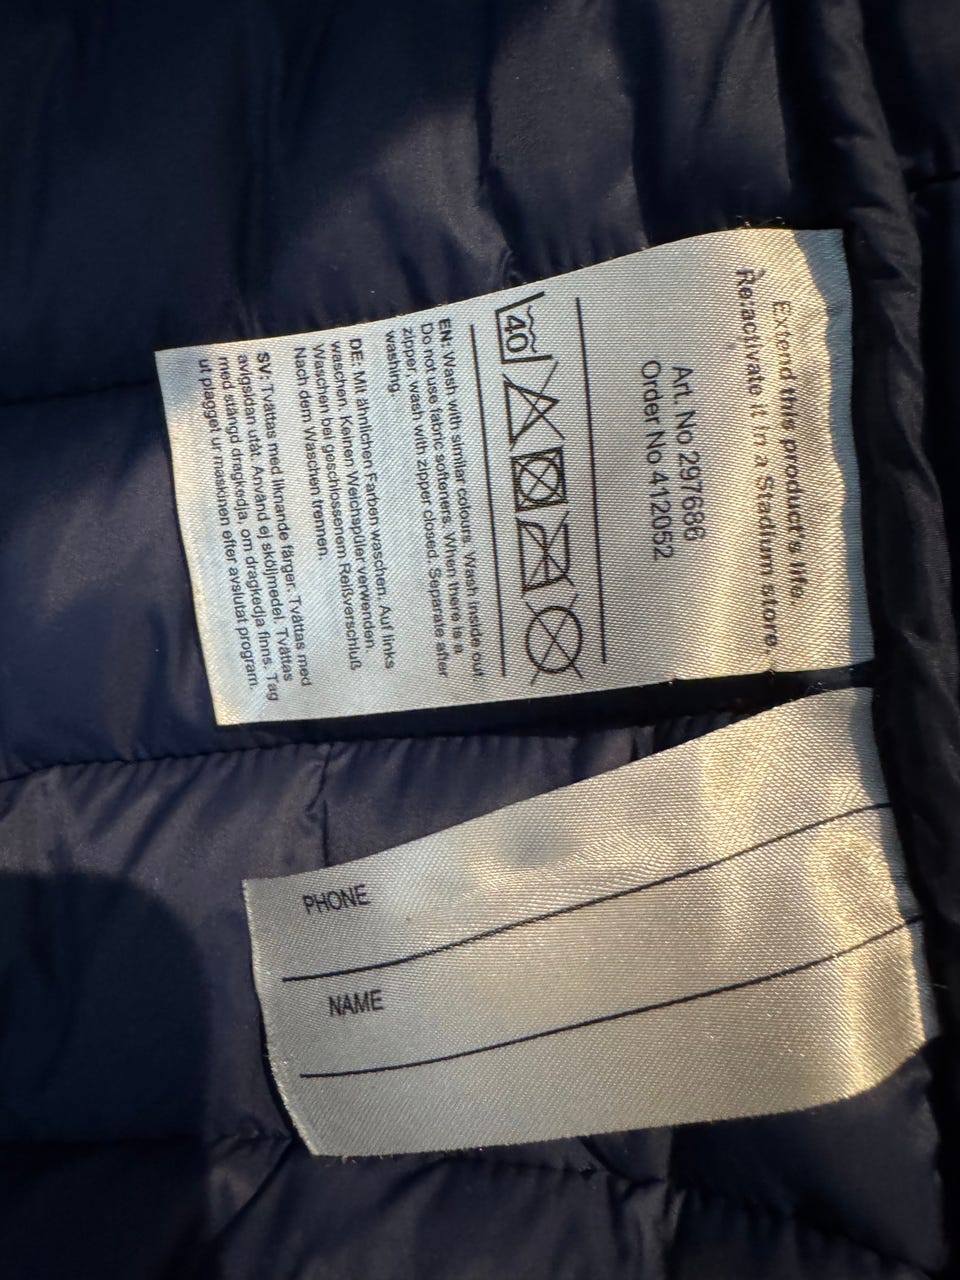 Extend this product's life.
Re:activate it in a Stadium store.
Art. No 297686
Order No 412052
40
EN: Wash with similar colours. Wash inside out.
Do not use fabric softeners. When there is a
zipper, wash with zipper closed. Separate after
washing.
DE: Mit ähnlichen Farben waschen. Auf links
waschen. Keinen Weichspüler verwenden.
Waschen bei geschlossenem Reißverschluß
Nach dem Waschen trennen.
SV: Tvättas med liknande färger. Tvättas med
avigsidan utåt. Använd ej sköljmedel. Tvättas
med stängd dragkedja, om dragkedja finns. Tag
ut plagget ur maskinen efter avslutat program.
PHONE
NAME